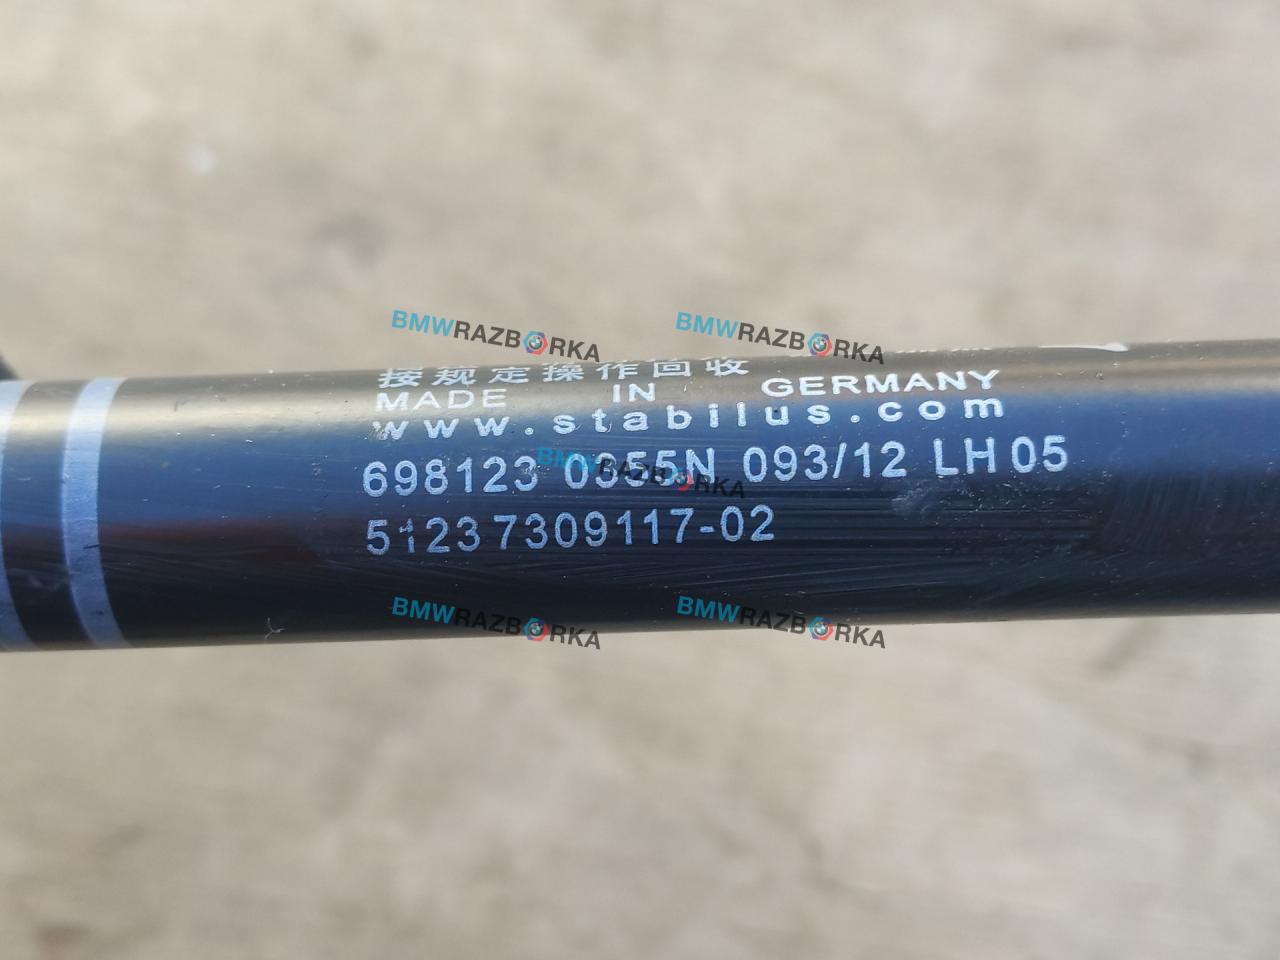 BMWRAZBORKA BMWRAZBORKA
按规定操作回收
MADE IN GERMANY
www.stabilus.com
698123 0355N 093/12 LH05
BMWRAZBORKA
51237309117-02
BMWRAZBORKA BMWRAZBORKA